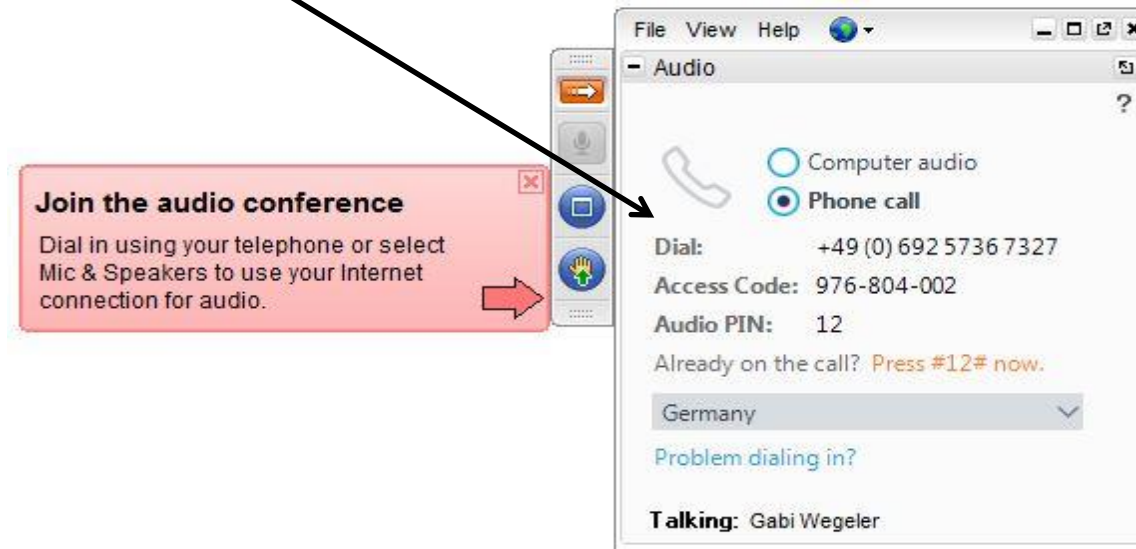 File View Help
Audio
?
Computer audio
Phone call
Join the audio conference
Dial in using your telephone or select
Mic & Speakers to use your Internet
connection for audio.
Dial: +49 (0) 692 5736 7327
Access Code: 976-804-002
Audio PIN: 12
Already on the call? Press #12# now.
Germany
Problem dialing in?
Talking: Gabi Wegeler